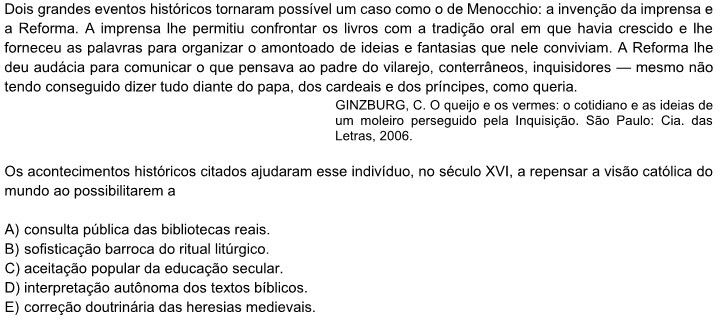 Dois grandes eventos históricos tornaram possível um caso como o de Menocchio: a invenção da imprensa e
a Reforma. A imprensa lhe permitiu confrontar os livros com a tradição oral em que havia crescido e lhe
forneceu as palavras para organizar o amontoado de ideias e fantasias que nele conviviam. A Reforma lhe
deu audácia para comunicar o que pensava ao padre do vilarejo, conterrâneos, inquisidores — mesmo não
tendo conseguido dizer tudo diante do papa, dos cardeais e dos príncipes, como queria.
GINZBURG, C. O queijo e os vermes: o cotidiano e as ideias de
um moleiro perseguido pela Inquisição. São Paulo: Cia. das
Letras, 2006.
Os acontecimentos históricos citados ajudaram esse indivíduo, no século XVI, a repensar a visão católica do
mundo ao possibilitarem a
A) consulta pública das bibliotecas reais.
B) sofisticação barroca do ritual litúrgico.
C) aceitação popular da educação secular.
D) interpretação autônoma dos textos bíblicos.
E) correção doutrinária das heresias medievais.